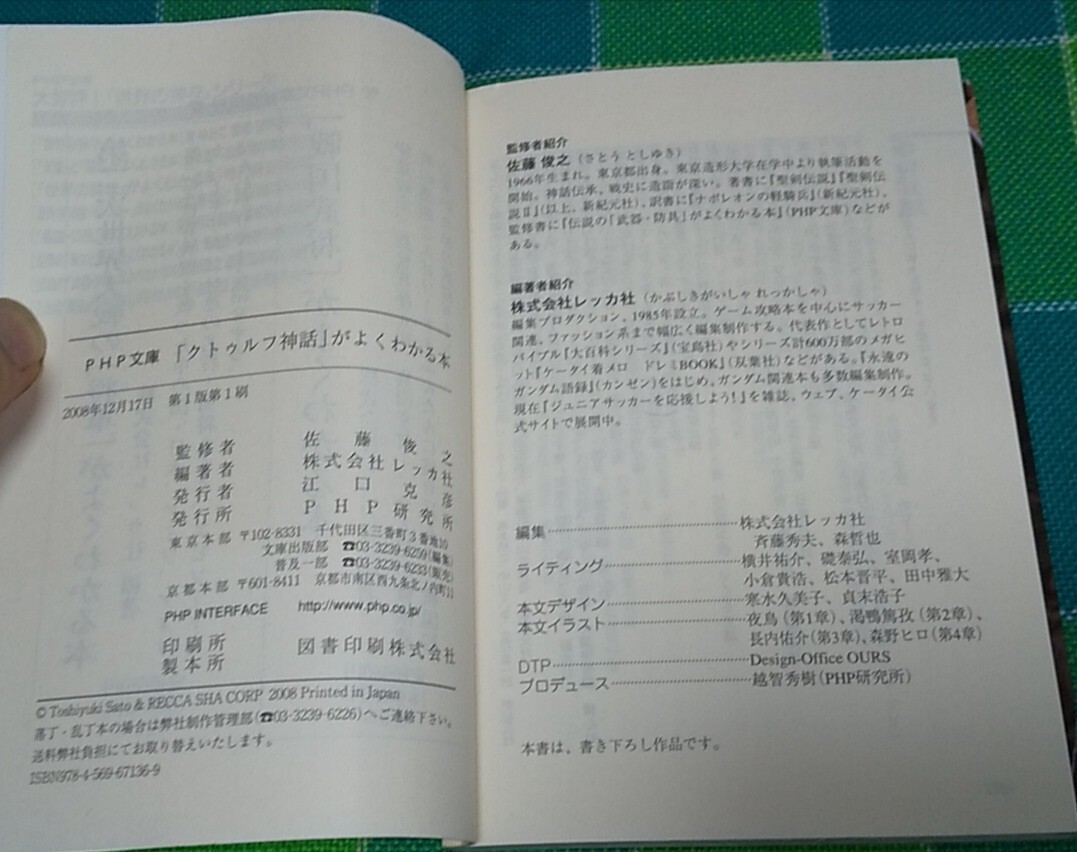 PHP文庫 「クトゥルフ神話」がよくわかる本
2008年12月17日 第1版第1刷
監修者 佐藤俊之
編著者 株式会社レッカ社
発行者 江口克彦
発行所 PHP研究所
東京本部 〒102-8331 千代田区三番町3番地10
文庫出版部 ☎03-3239-6259(編集)
普及一部 ☎03-3239-6233(販売)
京都本部 〒601-8411 京都市南区西九条北ノ内町11
PHP INTERFACE http://www.php.co.jp/
印刷所 図書印刷株式会社
製本所
© Toshiyuki Sato & RECCA SHA CORP 2008 Printed in Japan
落丁・乱丁本の場合は弊社制作管理部(☎03-3239-6226)へご連絡下さい。
送料弊社負担にてお取り替えいたします。
ISBN978-4-569-67136-9
監修者紹介
佐藤 俊之(さとう としゆき)
1966年生まれ。東京都出身。東京造形大学在学中より執筆活動を
開始。神話伝承、戦史に造詣が深い。著書に『聖剣伝説』『聖剣伝
説Ⅱ』(以上、新紀元社)、訳書に『ナポレオンの軽騎兵』(新紀元社)、
監修書に『伝説の「武器・防具」がよくわかる本』(PHP文庫)などが
ある。
編著者紹介
株式会社レッカ社(かぶしきがいしゃ れっかしゃ)
編集プロダクション、1985年設立。ゲーム攻略本を中心にサッカー
関連、ファッション系まで幅広く編集制作する。代表作としてレトロ
バイブル『大百科シリーズ』(宝島社)やシリーズ計600万部のメガヒ
ット『ケータイ着メロ ドレミBOOK』(双葉社)などがある。『永遠の
ガンダム語録』(カンゼン)をはじめ、ガンダム関連本も多数編集制作。
現在『ジュニアサッカーを応援しよう!』を雑誌、ウェブ、ケータイ公
式サイトで展開中。
編集……………株式会社レッカ社
斉藤秀夫、森哲也
ライティング……………横井祐介、磯泰弘、室岡孝、
小倉貴浩、松本晋平、田中雅大
本文デザイン……………寒水久美子、貞末浩子
本文イラスト……………夜鳥(第1章)、渇鴨篤孜(第2章)、
長内佑介(第3章)、森野ヒロ(第4章)
DTP……………Design-Office OURS
プロデュース……………越智秀樹(PHP研究所)
本書は、書き下ろし作品です。